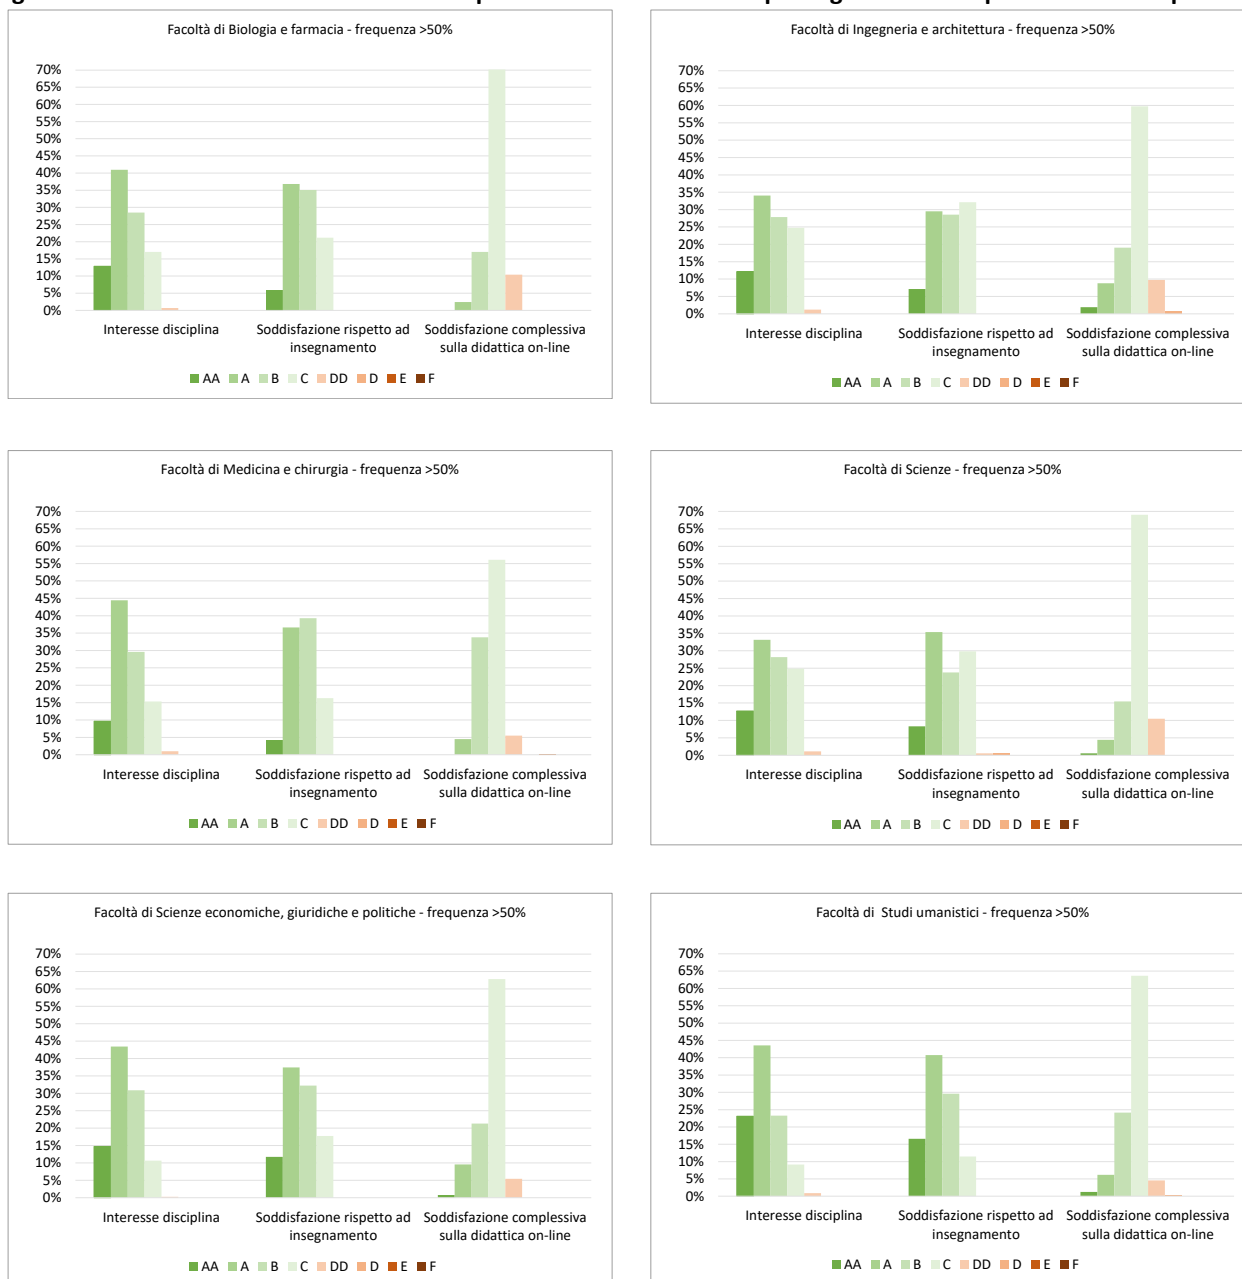 Facoltà di Biologia e farmacia - frequenza >50%
70%
65%
60%
55%
50%
45%
40%
35%
30%
25%
20%
15%
10%
5%
0%
Interesse disciplina
Soddisfazione rispetto ad
insegnamento
Soddisfazione complessiva
sulla didattica on-line
AA A B C DD D E F
Facoltà di Ingegneria e architettura - frequenza >50%
70%
65%
60%
55%
50%
45%
40%
35%
30%
25%
20%
15%
10%
5%
0%
Interesse disciplina
Soddisfazione rispetto ad
insegnamento
Soddisfazione complessiva
sulla didattica on-line
AA A B C DD D E F
Facoltà di Medicina e chirurgia - frequenza >50%
70%
65%
60%
55%
50%
45%
40%
35%
30%
25%
20%
15%
10%
5%
0%
Interesse disciplina
Soddisfazione rispetto ad
insegnamento
Soddisfazione complessiva
sulla didattica on-line
AA A B C DD D E F
Facoltà di Scienze - frequenza >50%
70%
65%
60%
55%
50%
45%
40%
35%
30%
25%
20%
15%
10%
5%
0%
Interesse disciplina
Soddisfazione rispetto ad
insegnamento
Soddisfazione complessiva
sulla didattica on-line
AA A B C DD D E F
Facoltà di Scienze economiche, giuridiche e politiche - frequenza >50%
70%
65%
60%
55%
50%
45%
40%
35%
30%
25%
20%
15%
10%
5%
0%
Interesse disciplina
Soddisfazione rispetto ad
insegnamento
Soddisfazione complessiva
sulla didattica on-line
AA A B C DD D E F
Facoltà di Studi umanistici - frequenza >50%
70%
65%
60%
55%
50%
45%
40%
35%
30%
25%
20%
15%
10%
5%
0%
Interesse disciplina
Soddisfazione rispetto ad
insegnamento
Soddisfazione complessiva
sulla didattica on-line
AA A B C DD D E F